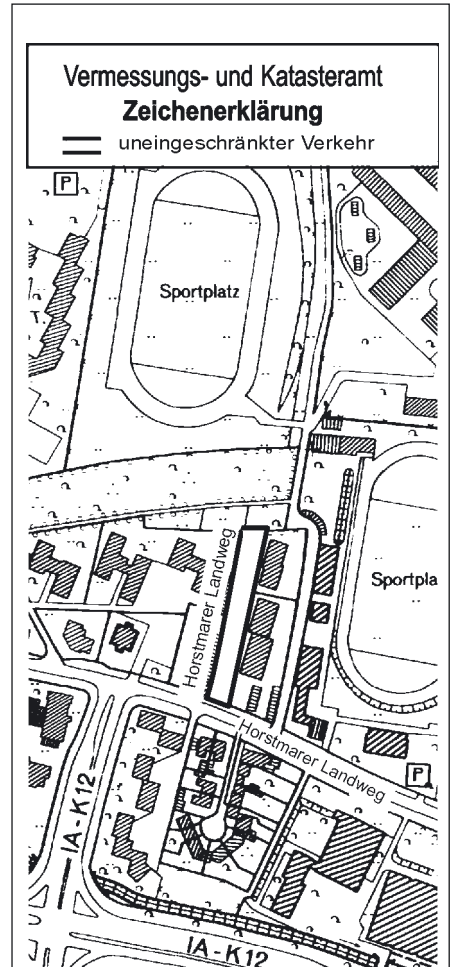 Vermessungs- und Katasteramt
Zeichenerklärung
uneingeschränkter Verkehr
P
Sportplatz
T.
Horstmarer Landweg
Sportpla
Horstmarer Landweg
P
IA - K12
IA - K12